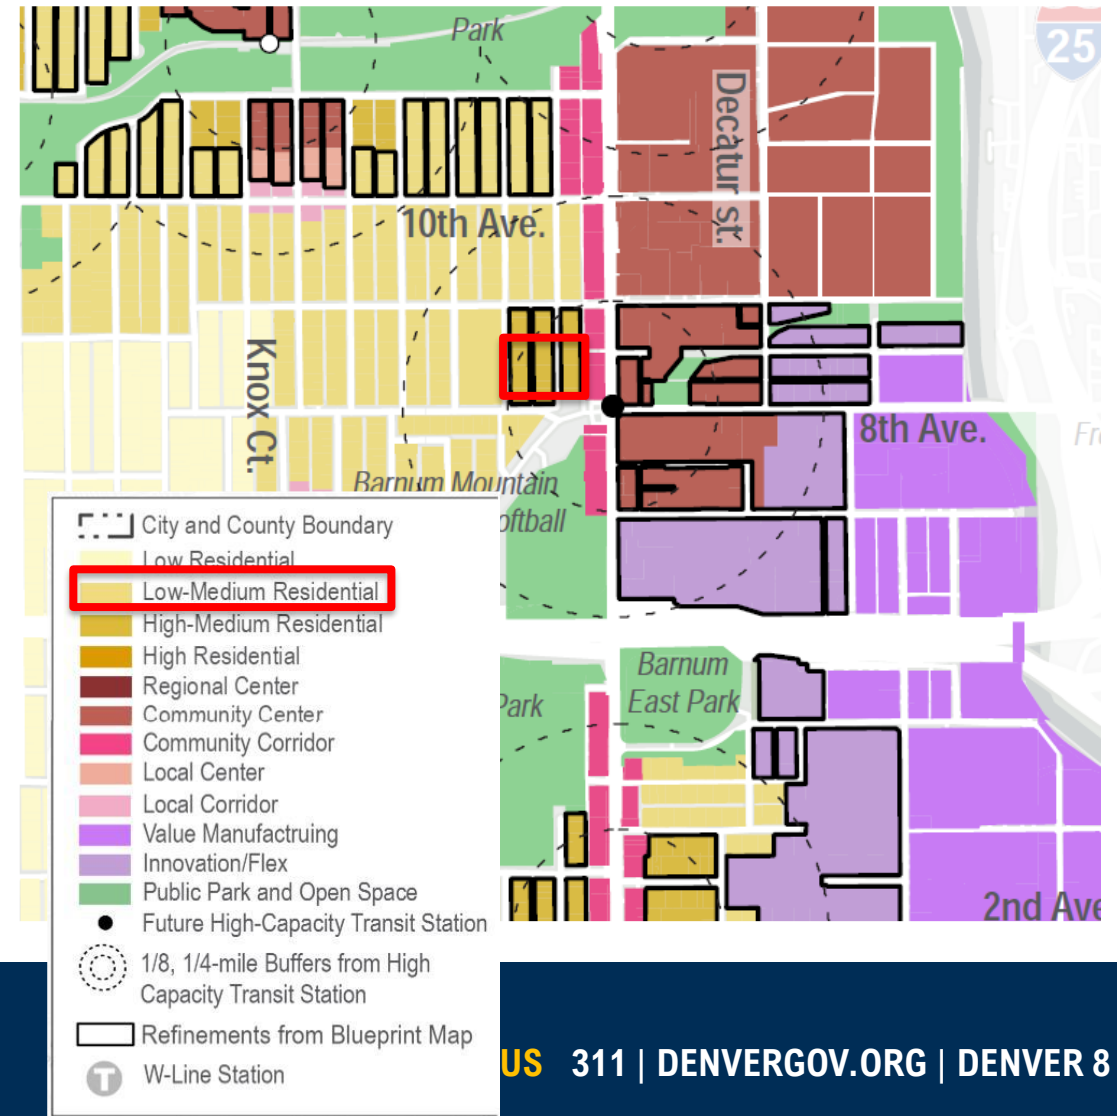 Park
25
Decatur st.
10th Ave.
Knox Ct.
8th Ave.
Barnum Mountain
oftball
Barnum
East Park
Park
2nd Ave
City and County Boundary
Low Residential
Low-Medium Residential
High-Medium Residential
High Residential
Regional Center
Community Center
Community Corridor
Local Center
Local Corridor
Value Manufactruing
Innovation/Flex
Public Park and Open Space
Future High-Capacity Transit Station
1/8, 1/4-mile Buffers from High
Capacity Transit Station
Refinements from Blueprint Map
T W-Line Station
US 311 | DENVERGOV.ORG | DENVER 8